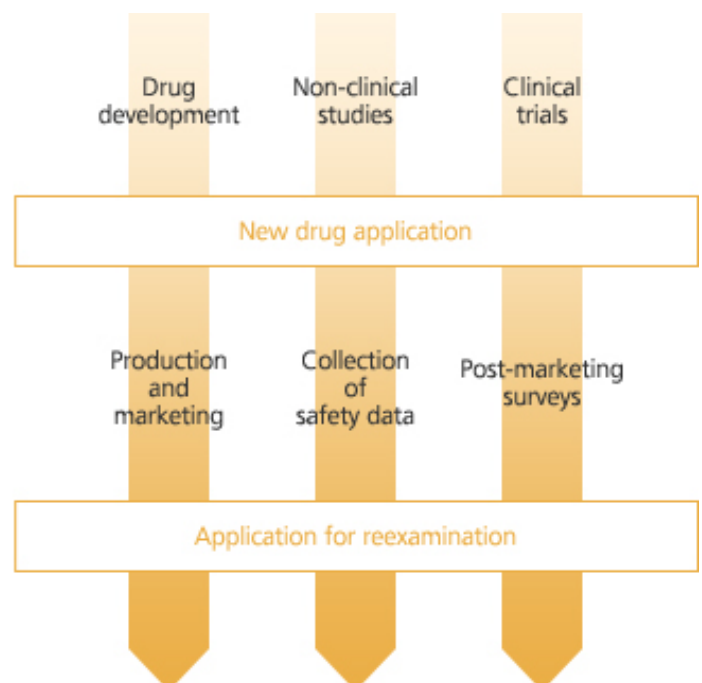 Drug
development
Non-clinical
studies
Clinical
trials
New drug application
Production
and
marketing
Collection
of
safety data
Post-marketing
surveys
Application for reexamination